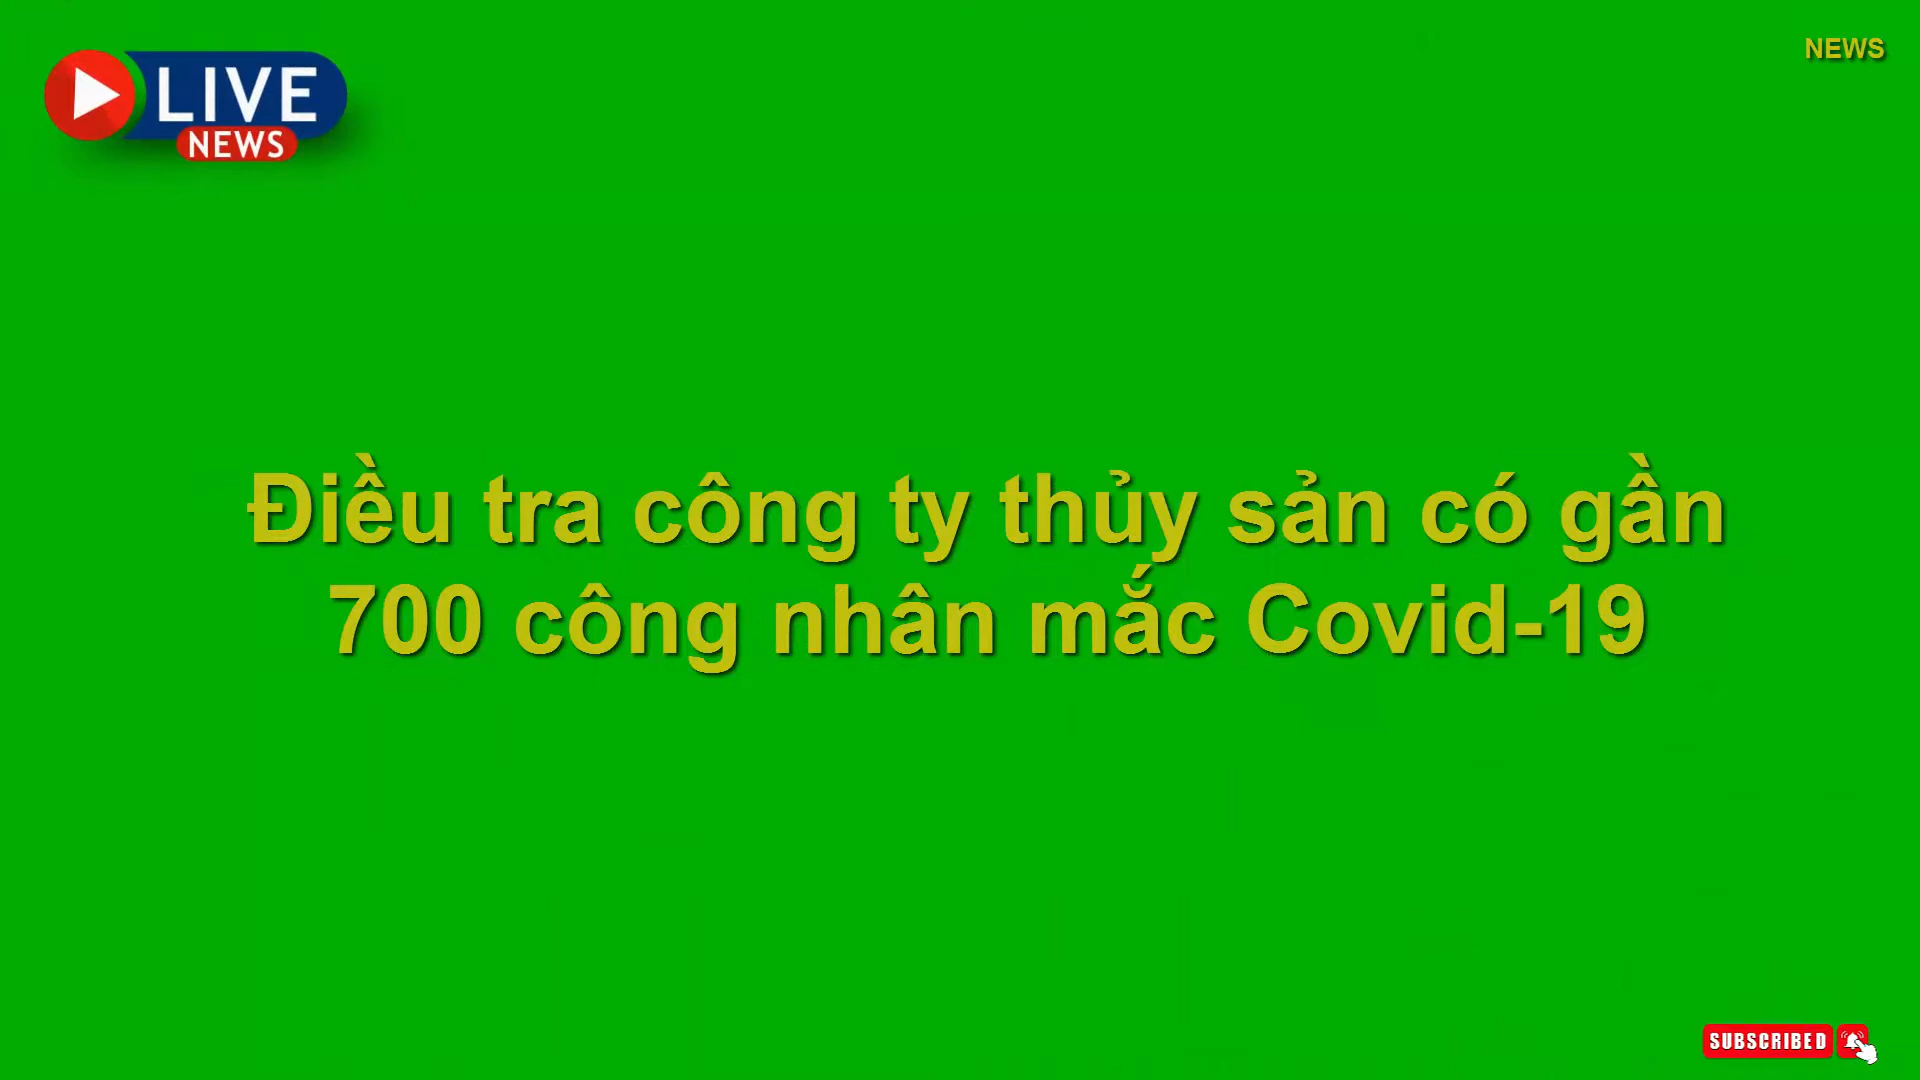 LIVE
NEWS
NEWS
Điều tra công ty thủy sản có gần
700 công nhân mắc Covid-19
SUBSCRIBED